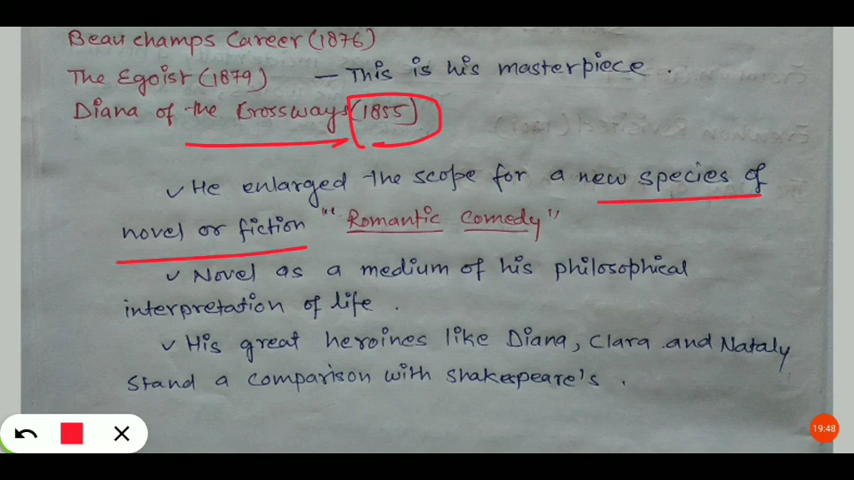 Beauchamps Career (1876)
The Egoist (1879) - This is his masterpiece.
Diana of the Crossways (1855)
✓ He enlarged the scope for a new species of
novel or fiction "Romantic Comedy"
✓ Novel as a medium of his philosophical
interpretation of life.
✓ His great heroines like Diana, Clara and Nataly
stand a comparison with shakespeare's.
19:48